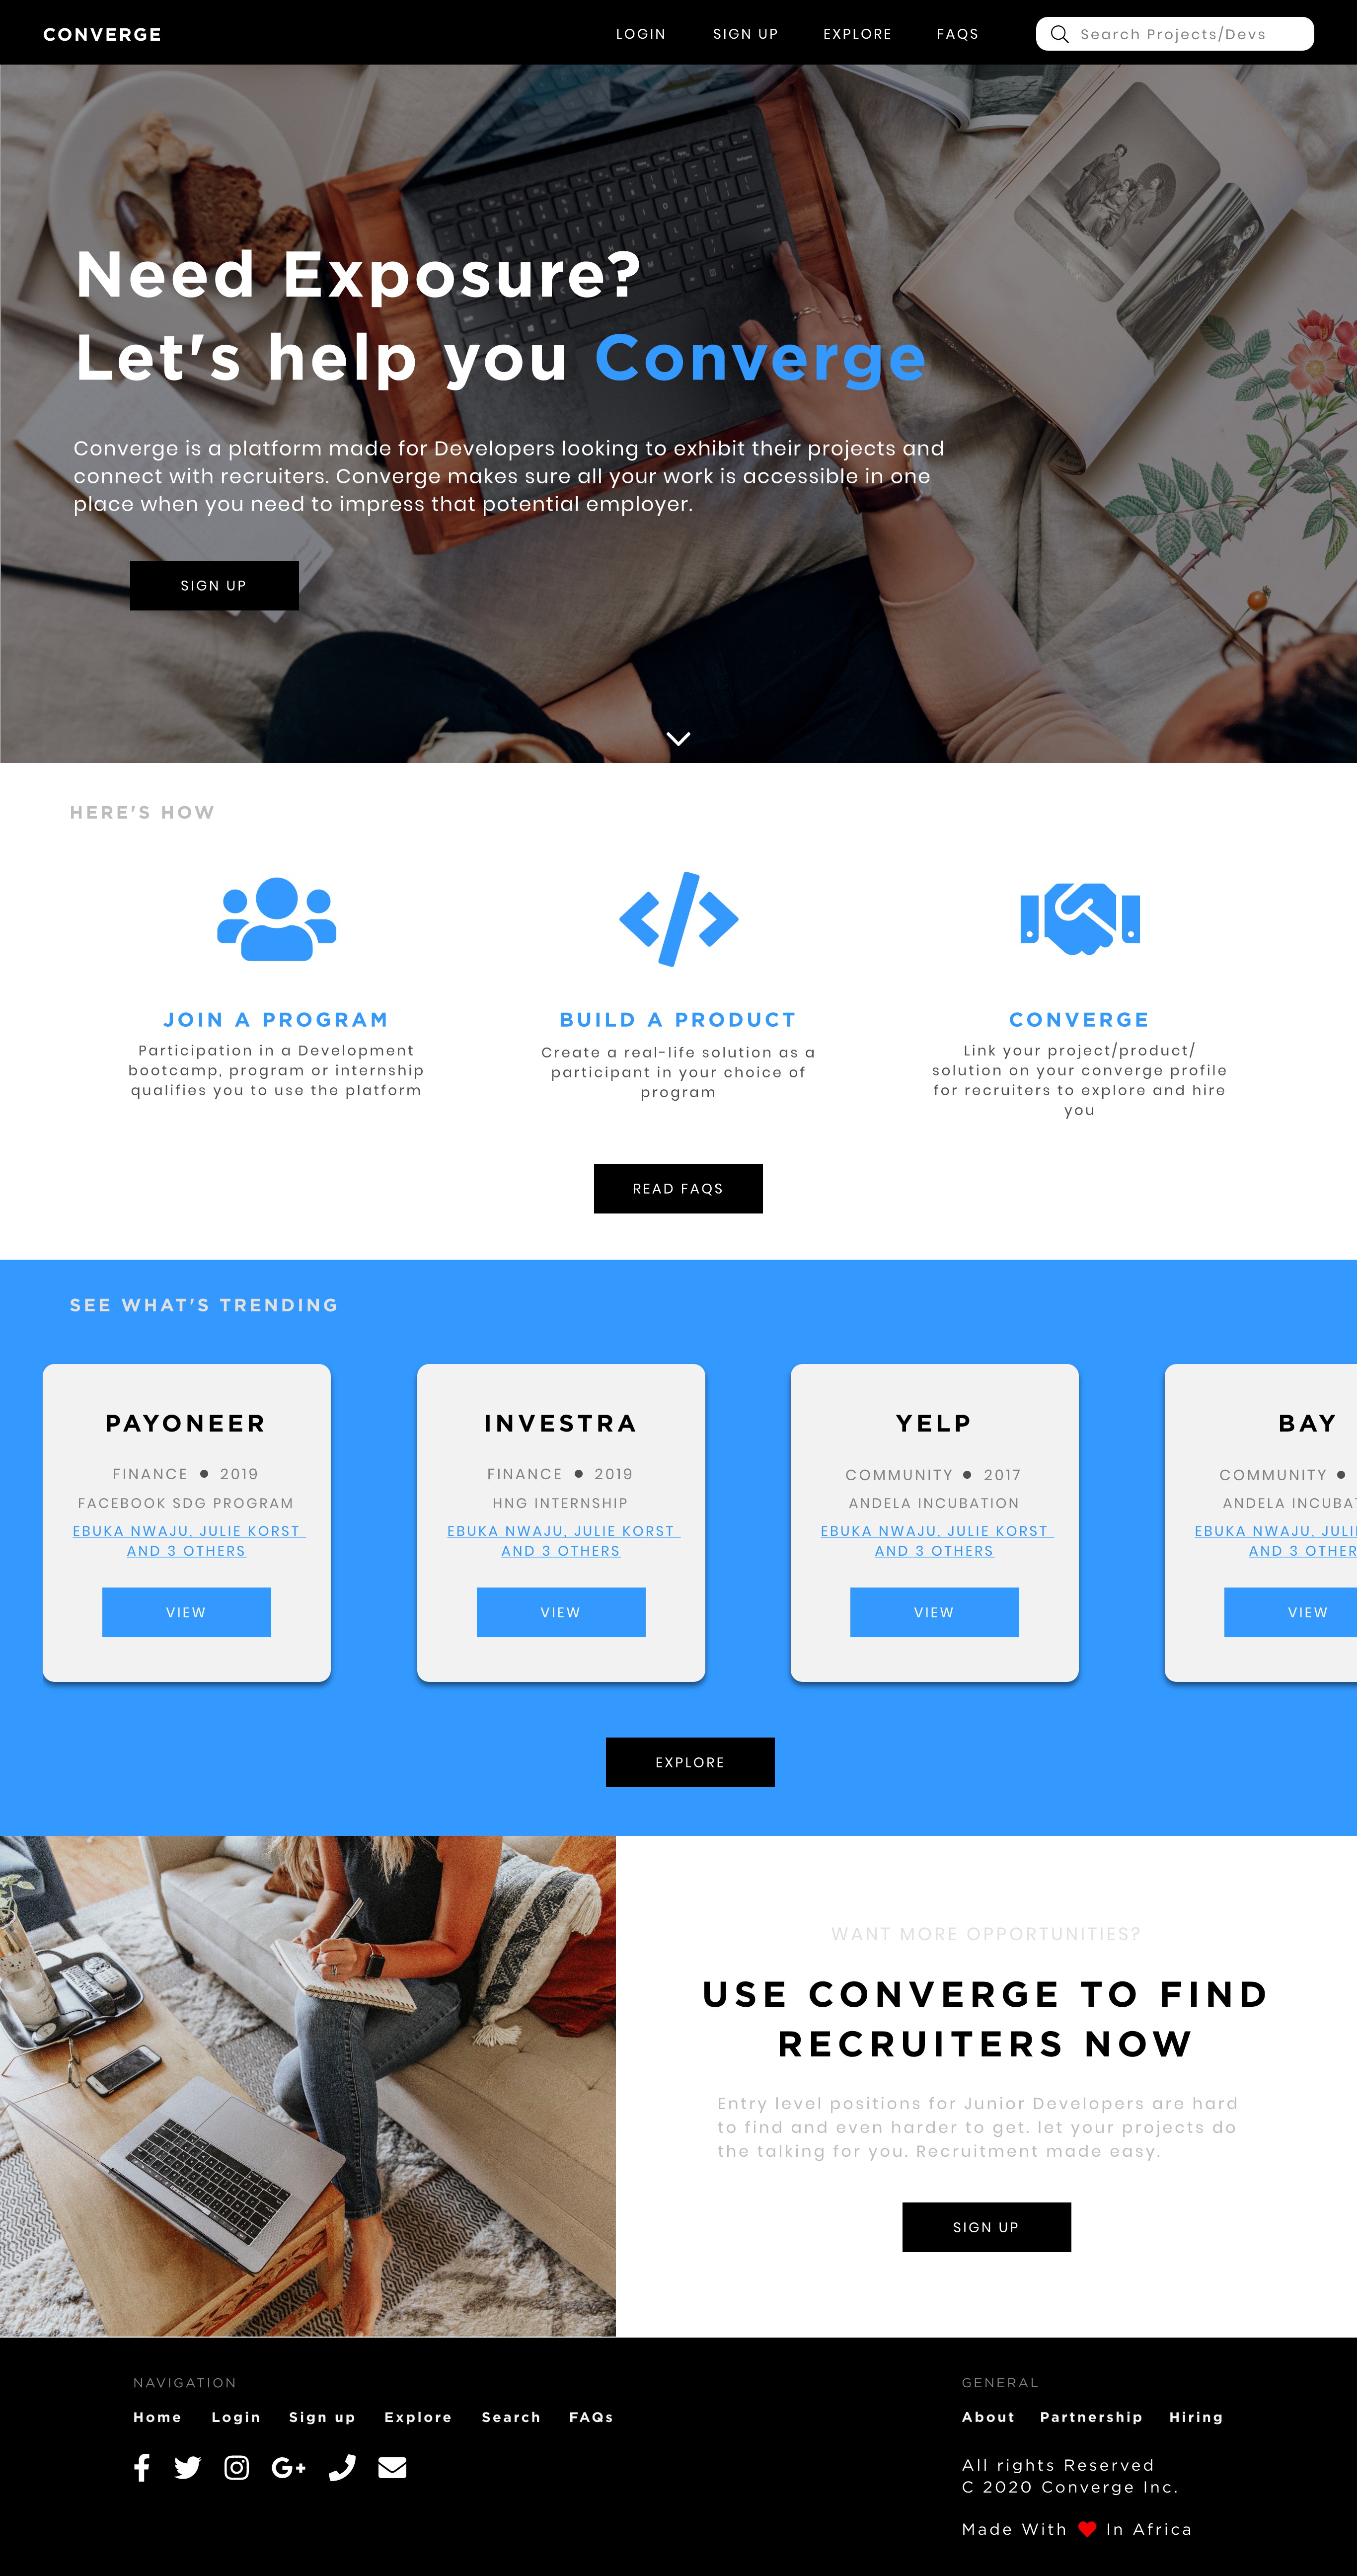 CONVERGE
LOGIN SIGN UP EXPLORE FAQS
Search Projects/Devs
Need Exposure?
Let's help you Converge
Converge is a platform made for Developers looking to exhibit their projects and
connect with recruiters. Converge makes sure all your work is accessible in one
place when you need to impress that potential employer.
SIGN UP
HERE'S HOW
JOIN A PROGRAM
Participation in a Development
bootcamp, program or internship
qualifies you to use the platform
BUILD A PRODUCT
Create a real-life solution as a
participant in your choice of
program
CONVERGE
Link your project/product/
solution on your converge profile
for recruiters to explore and hire
you
READ FAQS
SEE WHAT'S TRENDING
PAYONEER
FINANCE ● 2019
FACEBOOK SDG PROGRAM
EBUKA NWAJU, JULIE KORST
AND 3 OTHERS
VIEW
INVESTRA
FINANCE ● 2019
HNG INTERNSHIP
EBUKA NWAJU, JULIE KORST
AND 3 OTHERS
VIEW
YELP
COMMUNITY ● 2017
ANDELA INCUBATION
EBUKA NWAJU, JULIE KORST
AND 3 OTHERS
VIEW
BAY
COMMUNITY ●
ANDELA INCUBA
EBUKA NWAJU, JULI
AND 3 OTHER
VIEW
EXPLORE
WANT MORE OPPORTUNITIES?
USE CONVERGE TO FIND
RECRUITERS NOW
Entry level positions for Junior Developers are hard
to find and even harder to get. let your projects do
the talking for you. Recruitment made easy.
SIGN UP
NAVIGATION
Home Login Sign up Explore Search FAQs
GENERAL
About Partnership Hiring
All rights Reserved
C 2020 Converge Inc.
Made With ♥ In Africa